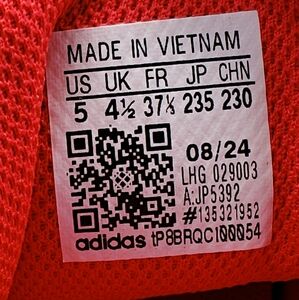 MADE IN VIETNAM
US UK FR JP CHN
5 4½ 37⅓ 235 230
08/24
LHG 029003
A:JP5392
#135321952
adidas tP8BRQC100054